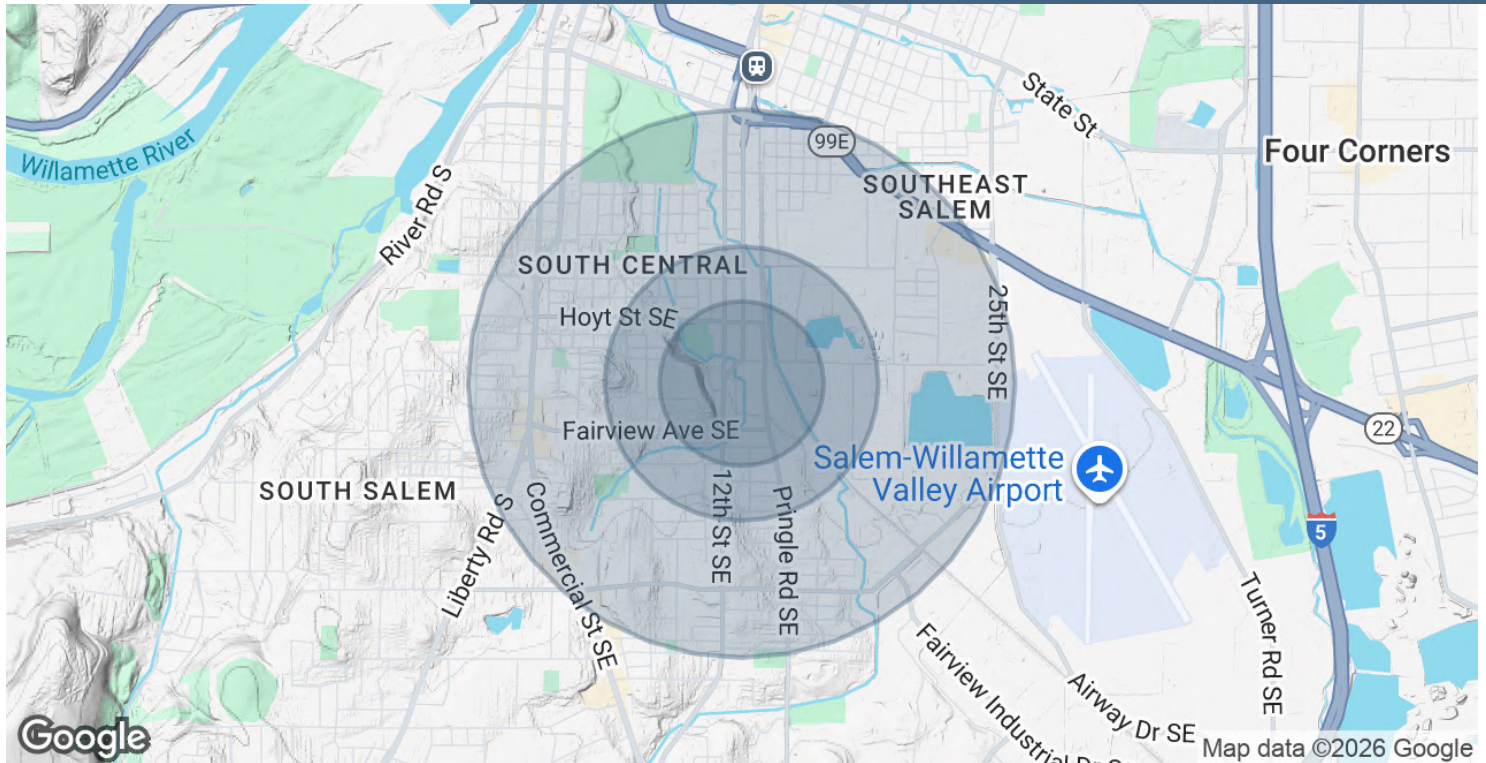 State St
Willamette River
99E
Four Corners
River Rd S
SOUTHEAST
SALEM
SOUTH CENTRAL
Hoyt St SE
25th St SE
Fairview Ave SE
22
Salem-Willamette
Valley Airport
SOUTH SALEM
12th St SE
Pringle Rd SE
Liberty Rd S
Commercial St SE
5
Turner Rd SE
Fairview Industrial Dr
Airway Dr SE
Google
Map data ©2026 Google